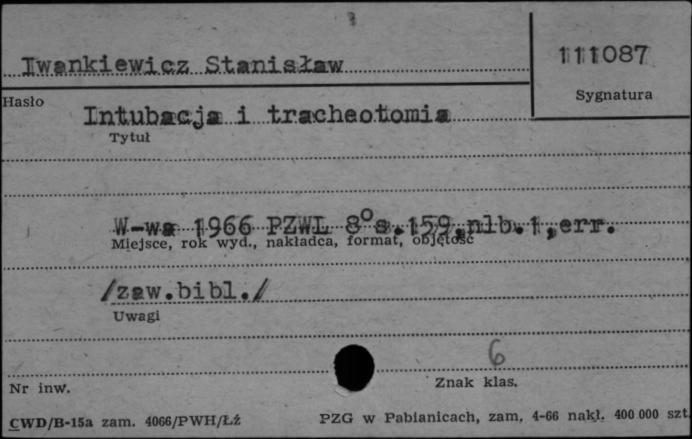 Iwankiewicz Stanisław
111087
Hasło
Sygnatura
Intubacja i tracheotomia
Tytuł
W-wa 1966 PZWL 8° s.159,nlb.1,err.
Miejsce, rok wyd., nakładca, format, objętość
/zaw.bibl./
Uwagi
6
Nr inw.
Znak klas.
CWD/B-15a zam. 4066/PWH/Łź
PZG w Pabianicach, zam. 4-66 nakł. 400 000 szt.